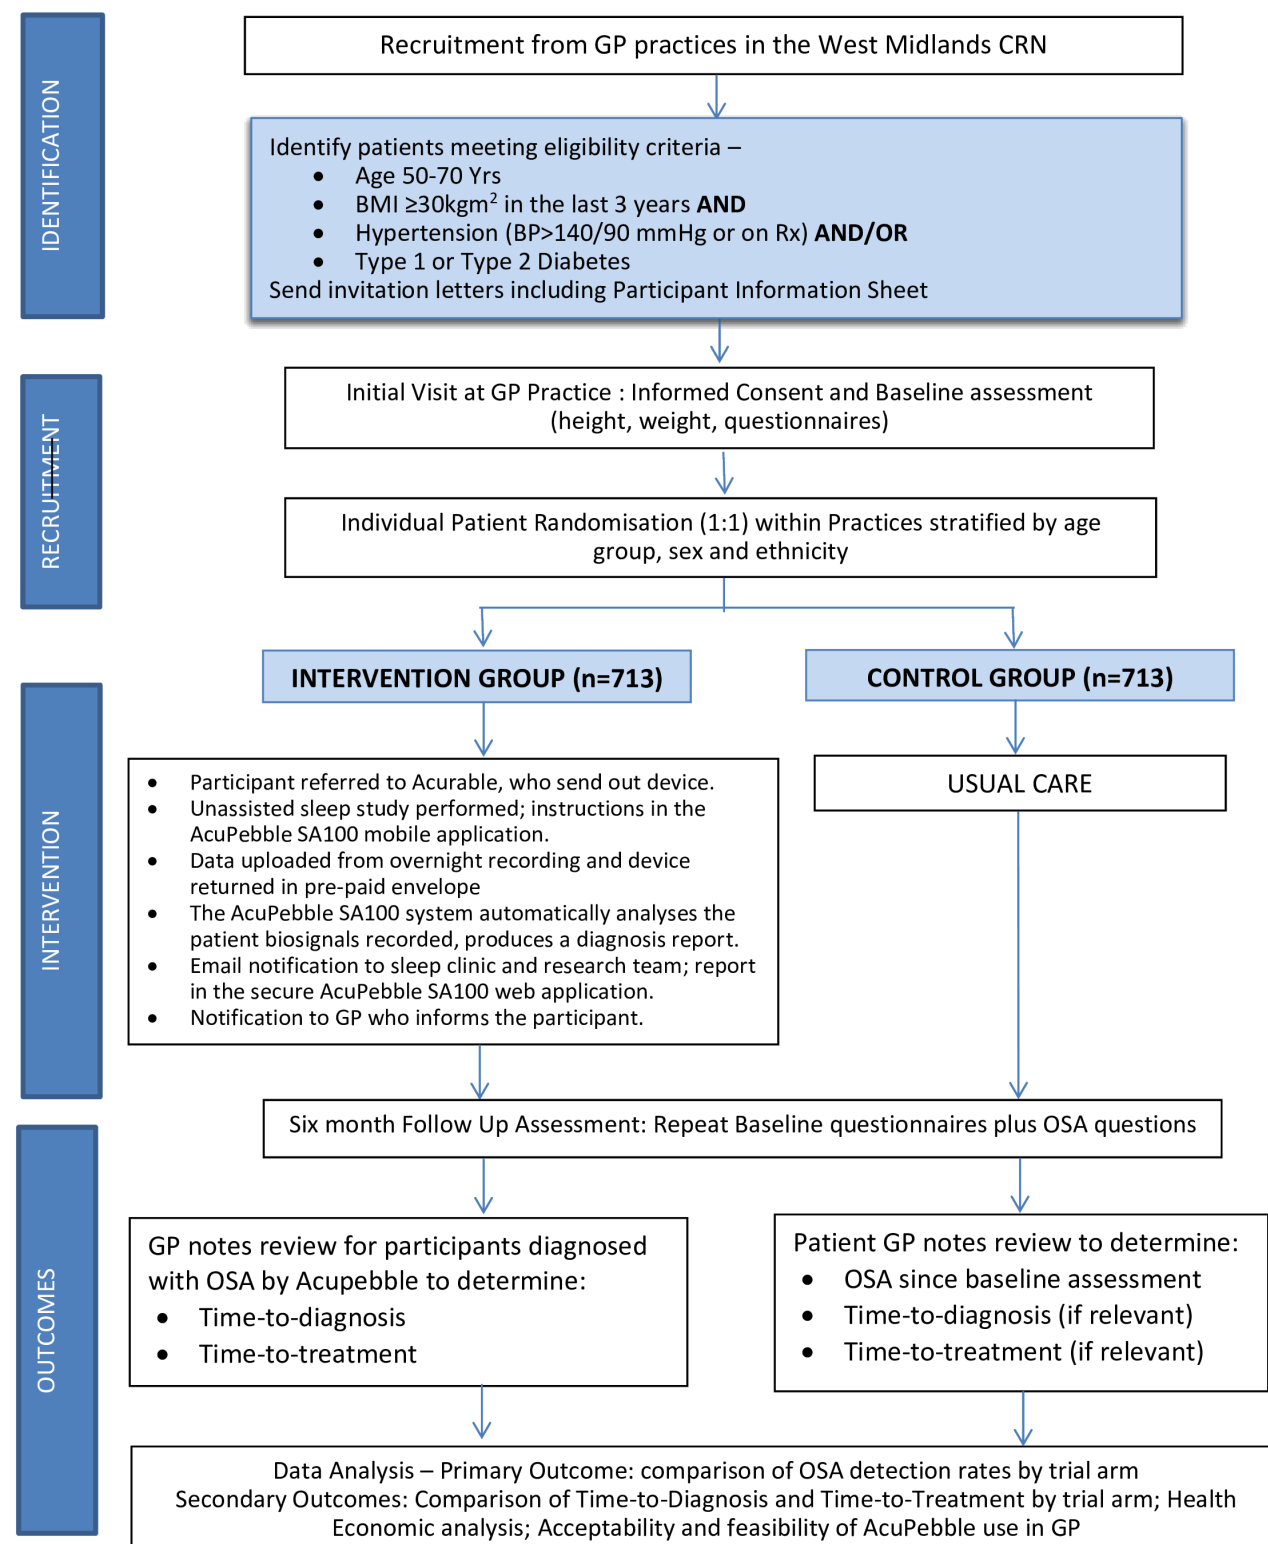 IDENTIFICATION
Recruitment from GP practices in the West Midlands CRN
Identify patients meeting eligibility criteria –
• Age 50-70 Yrs
• BMI ≥30kgm² in the last 3 years AND
• Hypertension (BP>140/90 mmHg or on Rx) AND/OR
• Type 1 or Type 2 Diabetes
Send invitation letters including Participant Information Sheet
RECRUITMENT
Initial Visit at GP Practice : Informed Consent and Baseline assessment
(height, weight, questionnaires)
Individual Patient Randomisation (1:1) within Practices stratified by age
group, sex and ethnicity
INTERVENTION
INTERVENTION GROUP (n=713)
CONTROL GROUP (n=713)
• Participant referred to Acurable, who send out device.
• Unassisted sleep study performed; instructions in the
AcuPebble SA100 mobile application.
• Data uploaded from overnight recording and device
returned in pre-paid envelope
• The AcuPebble SA100 system automatically analyses the
patient biosignals recorded, produces a diagnosis report.
• Email notification to sleep clinic and research team; report
in the secure AcuPebble SA100 web application.
• Notification to GP who informs the participant.
USUAL CARE
Six month Follow Up Assessment: Repeat Baseline questionnaires plus OSA questions
OUTCOMES
GP notes review for participants diagnosed
with OSA by Acupebble to determine:
• Time-to-diagnosis
• Time-to-treatment
Patient GP notes review to determine:
• OSA since baseline assessment
• Time-to-diagnosis (if relevant)
• Time-to-treatment (if relevant)
Data Analysis – Primary Outcome: comparison of OSA detection rates by trial arm
Secondary Outcomes: Comparison of Time-to-Diagnosis and Time-to-Treatment by trial arm; Health
Economic analysis; Acceptability and feasibility of AcuPebble use in GP